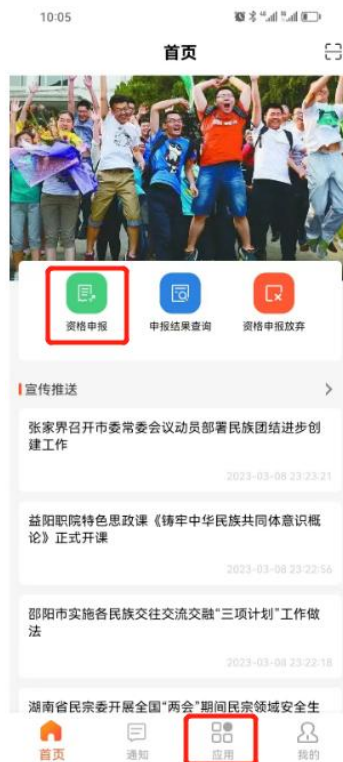 10:05
首页
资格申报
申报结果查询
资格申报放弃
宣传推送
张家界召开市委常委会议动员部署民族团结进步创
建工作
2023-03-08 23:23:21
益阳职院特色思政课《铸牢中华民族共同体意识概
论》正式开课
2023-03-08 23:22:56
邵阳市实施各民族交往交流交融“三项计划”工作做
法
2023-03-08 23:22:18
湖南省民宗委开展全国“两会”期间民宗领域安全生
首页
通知
应用
我的